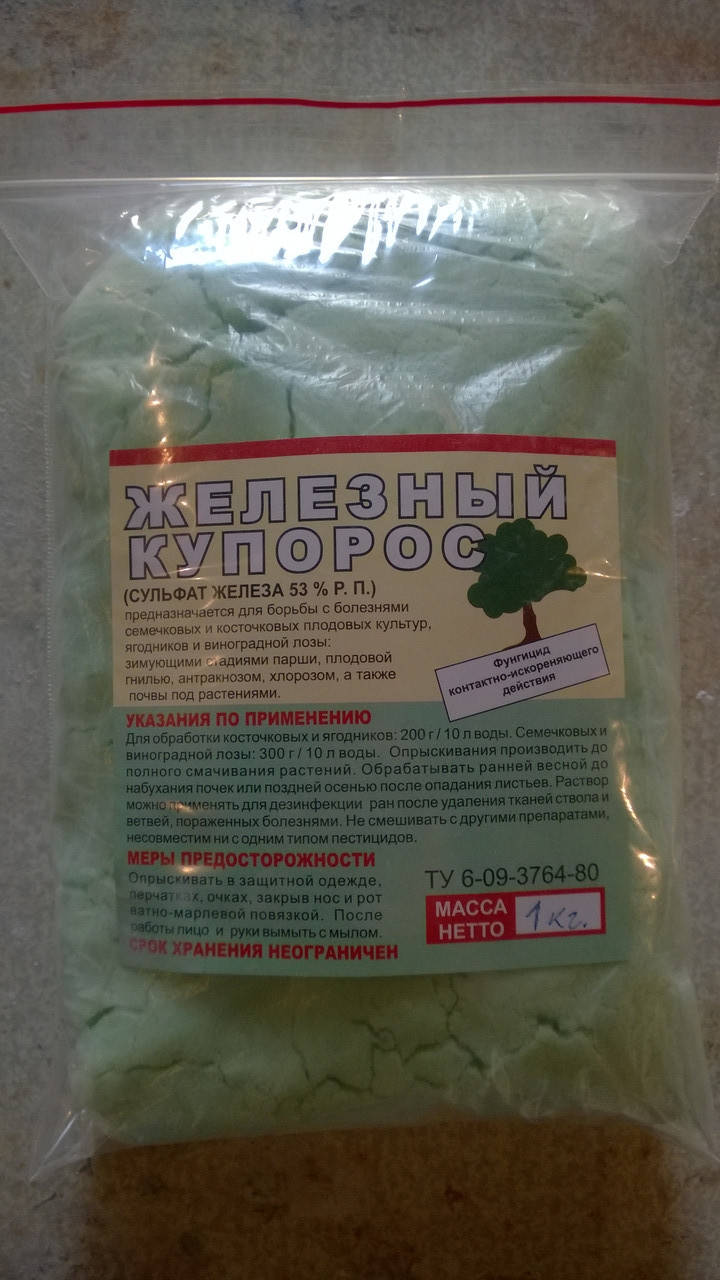 ЖЕЛЕЗНЫЙ
КУПОРОС
(СУЛЬФАТ ЖЕЛЕЗА 53 % Р. П.)
предназначается для борьбы с болезнями
семечковых и косточковых плодовых культур,
ягодников и виноградной лозы:
зимующими стадиями парши, плодовой
гнилью, антракнозом, хлорозом, а также
почвы под растениями.
Фунгицид
контактно-искореняющего
действия
УКАЗАНИЯ ПО ПРИМЕНЕНИЮ
Для обработки косточковых и ягодников: 200 г / 10 л воды. Семечковых и
виноградной лозы: 300 г / 10 л воды. Опрыскивания производить до
полного смачивания растений. Обрабатывать ранней весной до
набухания почек или поздней осенью после опадания листьев. Раствор
можно применять для дезинфекции ран после удаления тканей ствола и
ветвей, пораженных болезнями. Не смешивать с другими препаратами,
несовместим ни с одним типом пестицидов.
МЕРЫ ПРЕДОСТОРОЖНОСТИ
Опрыскивать в защитной одежде,
перчатках, очках, закрыв нос и рот
ватно-марлевой повязкой. После
работы лицо и руки вымыть с мылом.
СРОК ХРАНЕНИЯ НЕОГРАНИЧЕН
ТУ 6-09-3764-80
МАССА
НЕТТО
1 кг.